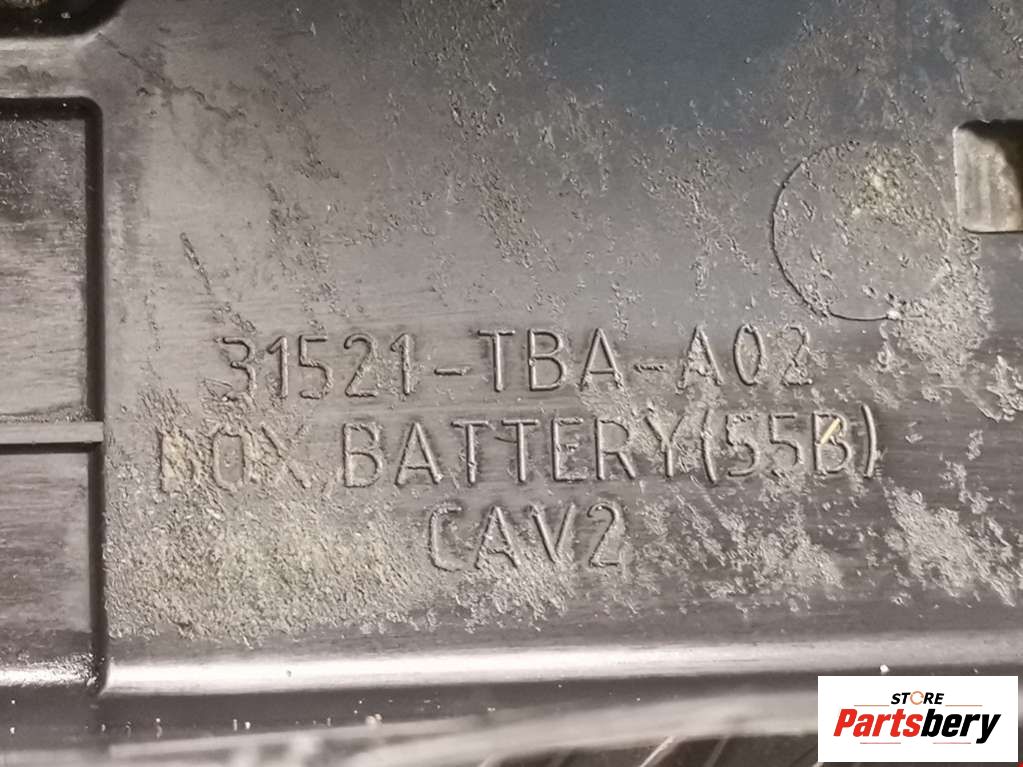 31521-TBA-A02
BOX,BATTERY(55B)
CAV2
STORE
Partsbery